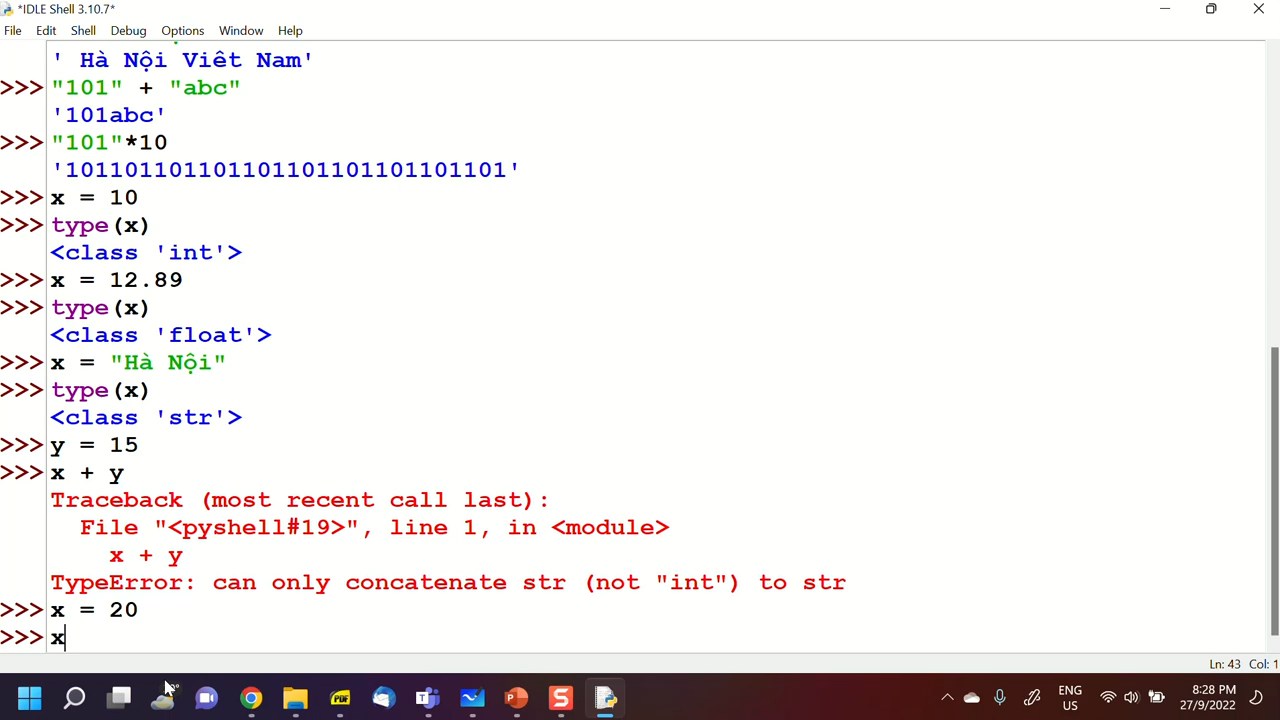 *IDLE Shell 3.10.7*
File Edit Shell Debug Options Window Help
' Hà Nội Viêt Nam'
>>> "101" + "abc"
'101abc'
>>> "101"*10
'101101101101101101101101101101'
>>> x = 10
>>> type(x)
<class 'int'>
>>> x = 12.89
>>> type(x)
<class 'float'>
>>> x = "Hà Nội"
>>> type(x)
<class 'str'>
>>> y = 15
>>> x + y
Traceback (most recent call last):
File "<pyshell#19>", line 1, in <module>
x + y
TypeError: can only concatenate str (not "int") to str
>>> x = 20
>>> x
Ln: 43 Col: 1
PDF
ENG
US
8:28 PM
27/9/2022